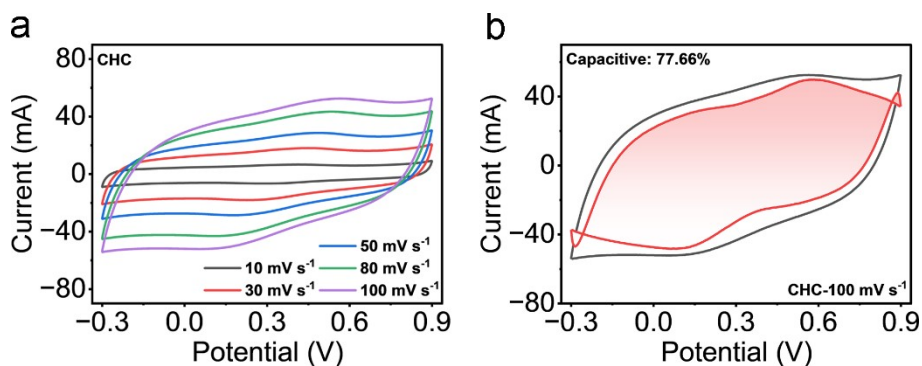 a
CHC
80
40
0
−40
−80
Current (mA)
50 mV s⁻¹
10 mV s⁻¹
80 mV s⁻¹
30 mV s⁻¹
100 mV s⁻¹
−0.3
0.0
0.3
0.6
0.9
Potential (V)
b
Capacitive: 77.66%
80
40
0
−40
−80
Current (mA)
CHC-100 mV s⁻¹
−0.3
0.0
0.3
0.6
0.9
Potential (V)